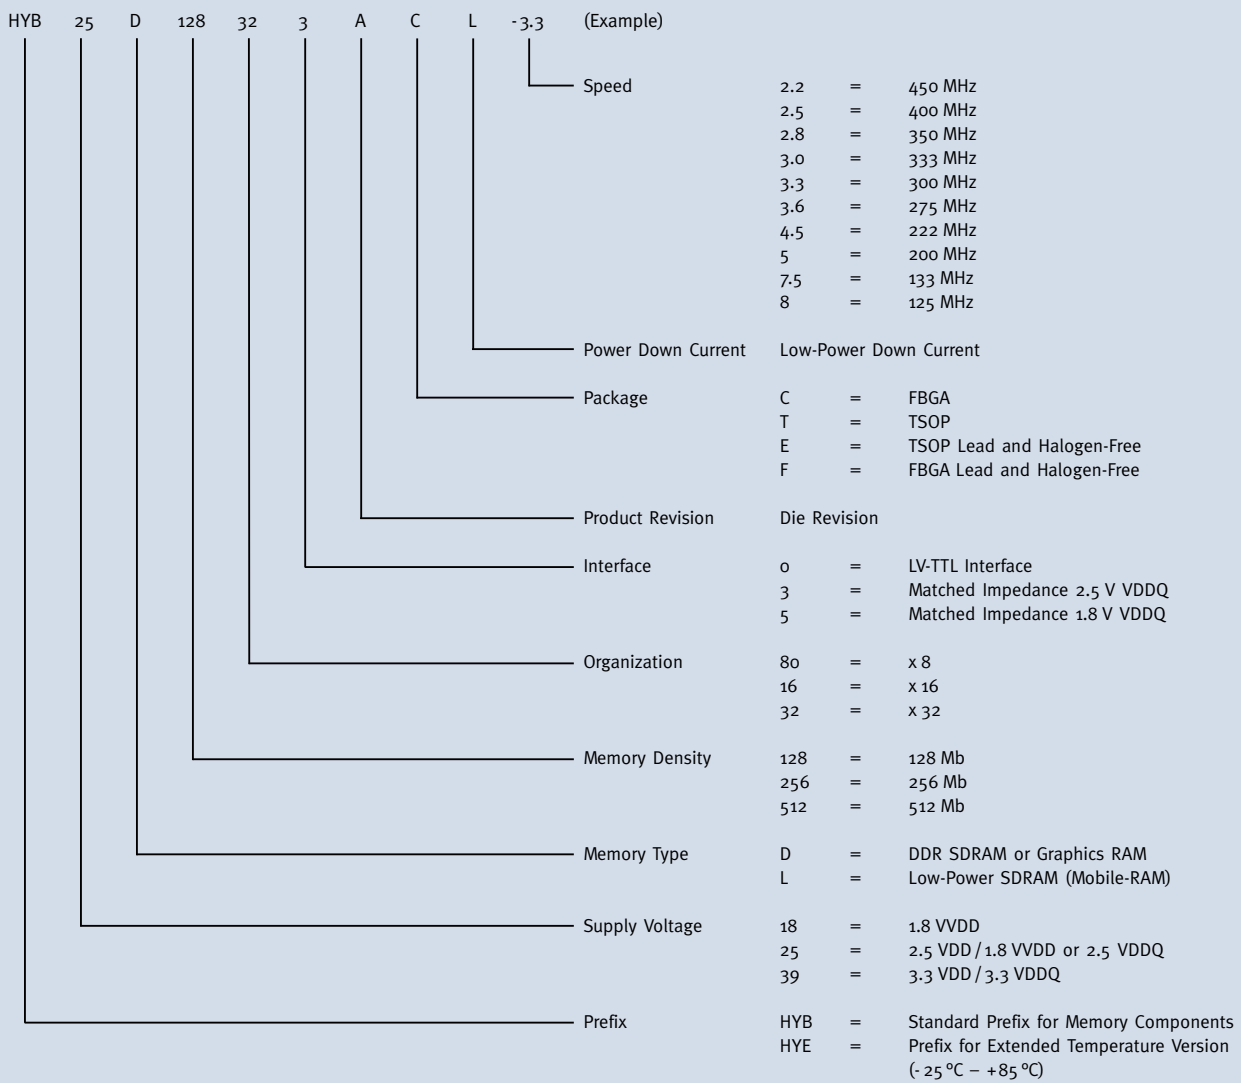 HYB 25 D 128 32 3 A C L -3.3 (Example)
Speed 2.2 = 450 MHz
2.5 = 400 MHz
2.8 = 350 MHz
3.0 = 333 MHz
3.3 = 300 MHz
3.6 = 275 MHz
4.5 = 222 MHz
5 = 200 MHz
7.5 = 133 MHz
8 = 125 MHz
Power Down Current Low-Power Down Current
Package C = FBGA
T = TSOP
E = TSOP Lead and Halogen-Free
F = FBGA Lead and Halogen-Free
Product Revision Die Revision
Interface 0 = LV-TTL Interface
3 = Matched Impedance 2.5 V VDDQ
5 = Matched Impedance 1.8 V VDDQ
Organization 80 = x 8
16 = x 16
32 = x 32
Memory Density 128 = 128 Mb
256 = 256 Mb
512 = 512 Mb
Memory Type D = DDR SDRAM or Graphics RAM
L = Low-Power SDRAM (Mobile-RAM)
Supply Voltage 18 = 1.8 VVDD
25 = 2.5 VDD / 1.8 VVDD or 2.5 VDDQ
39 = 3.3 VDD / 3.3 VDDQ
Prefix HYB = Standard Prefix for Memory Components
HYE = Prefix for Extended Temperature Version
(- 25 °C – +85 °C)